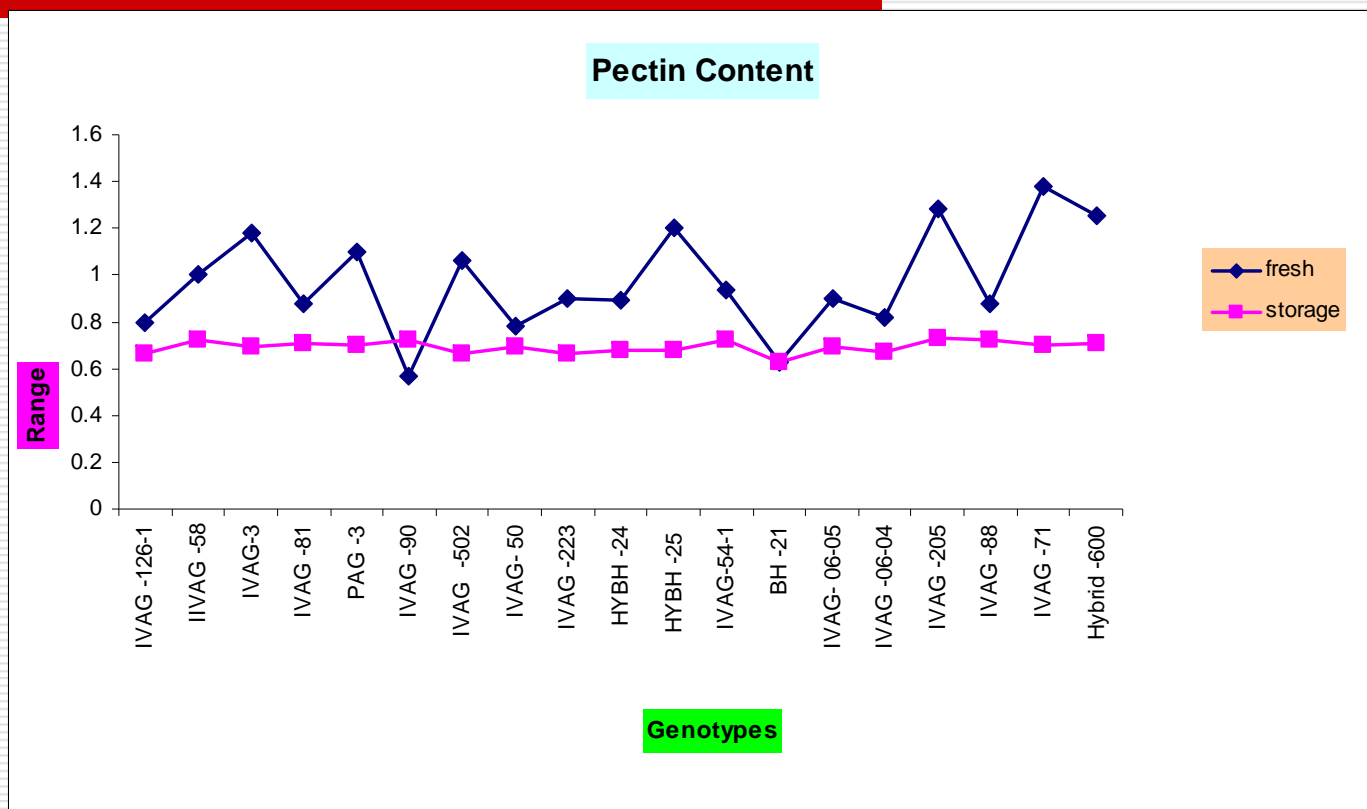 Pectin Content
1.6
1.4
1.2
1
0.8
0.6
0.4
0.2
0
Range
IVAG -126-1
IIVAG -58
IVAG-3
IVAG -81
PAG -3
IVAG -90
IVAG -502
IVAG- 50
IVAG -223
HYBH -24
HYBH -25
IVAG-54-1
BH -21
IVAG- 06-05
IVAG -06-04
IVAG -205
IVAG -88
IVAG -71
Hybrid -600
Genotypes
fresh
storage